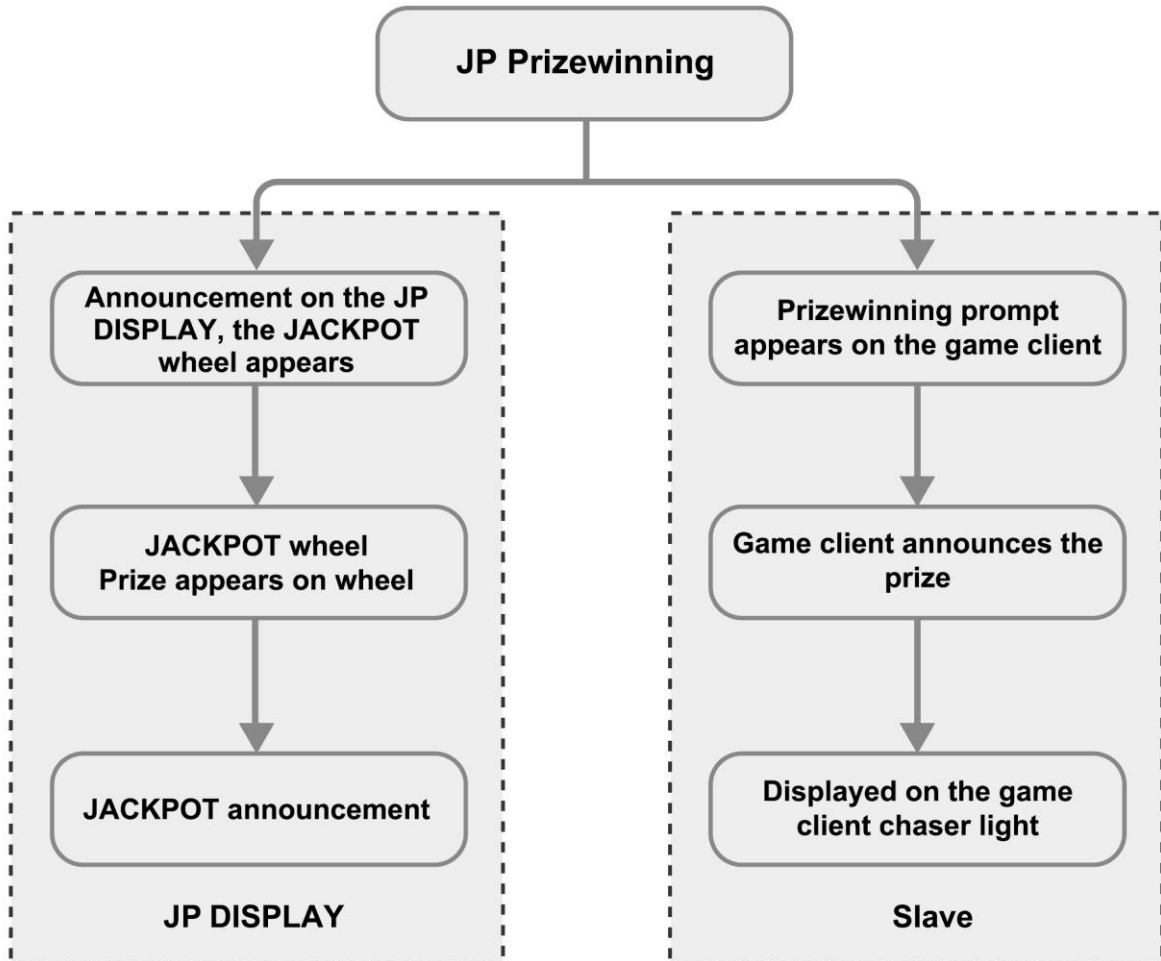 JP Prizewinning
Announcement on the JP
DISPLAY, the JACKPOT
wheel appears
JACKPOT wheel
Prize appears on wheel
JACKPOT announcement
JP DISPLAY
Prizewinning prompt
appears on the game client
Game client announces the
prize
Displayed on the game
client chaser light
Slave